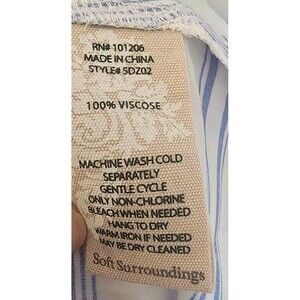 RN# 101206
MADE IN CHINA
STYLE# 5DZ02
100% VISCOSE
MACHINE WASH COLD
SEPARATELY
GENTLE CYCLE
ONLY NON-CHLORINE
BLEACH WHEN NEEDED
HANG TO DRY
WARM IRON IF NEEDED
MAY BE DRY CLEANED
Soft Surroundings